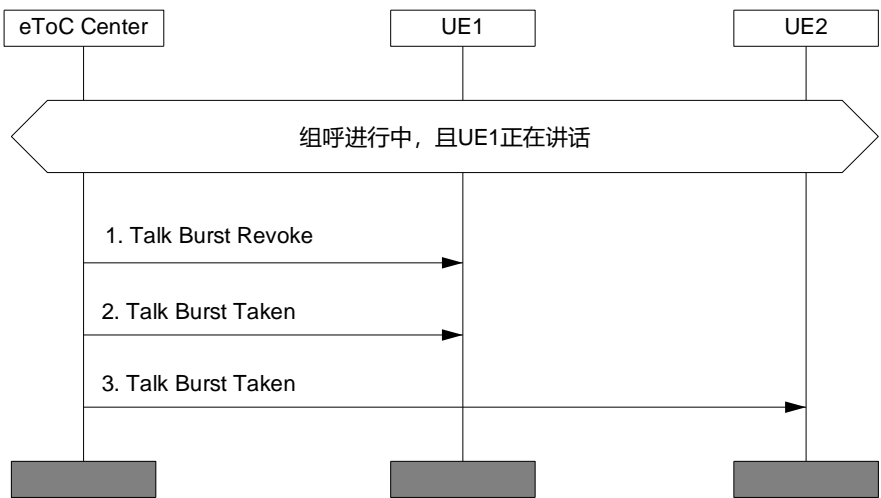 eToC Center
UE1
UE2
组呼进行中，且UE1正在讲话
1. Talk Burst Revoke
2. Talk Burst Taken
3. Talk Burst Taken